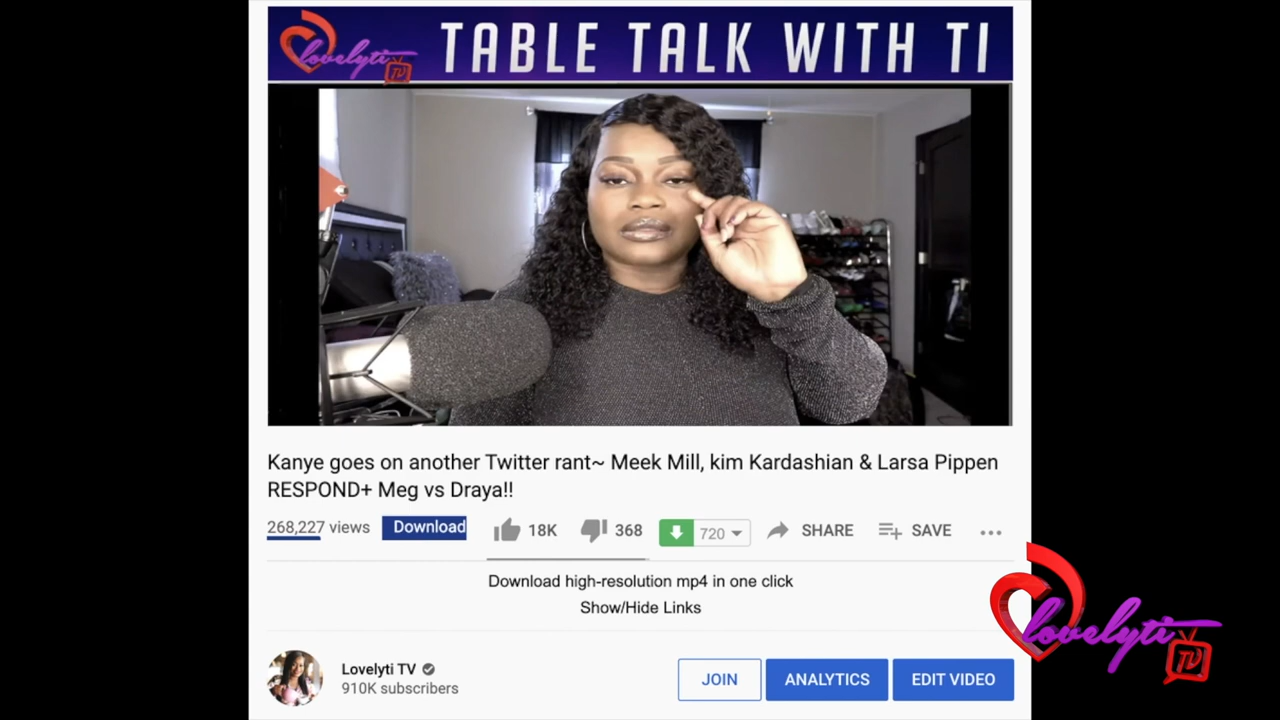 lovelyti TV
TABLE TALK WITH TI
Kanye goes on another Twitter rant~ Meek Mill, kim Kardashian & Larsa Pippen
RESPOND+ Meg vs Draya!!
268,227 views
Download
18K
368
720
SHARE
SAVE
Download high-resolution mp4 in one click
Show/Hide Links
lovelyti TV
Lovelyti TV
910K subscribers
JOIN
ANALYTICS
EDIT VIDEO